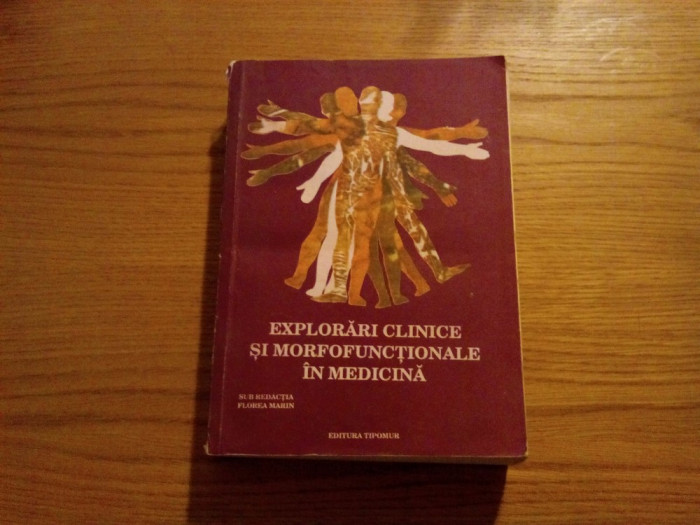 EXPLORĂRI CLINICE
ȘI MORFOFUNCȚIONALE
ÎN MEDICINĂ
SUB REDACȚIA
FLOREA MARIN
EDITURA TIPOMUR